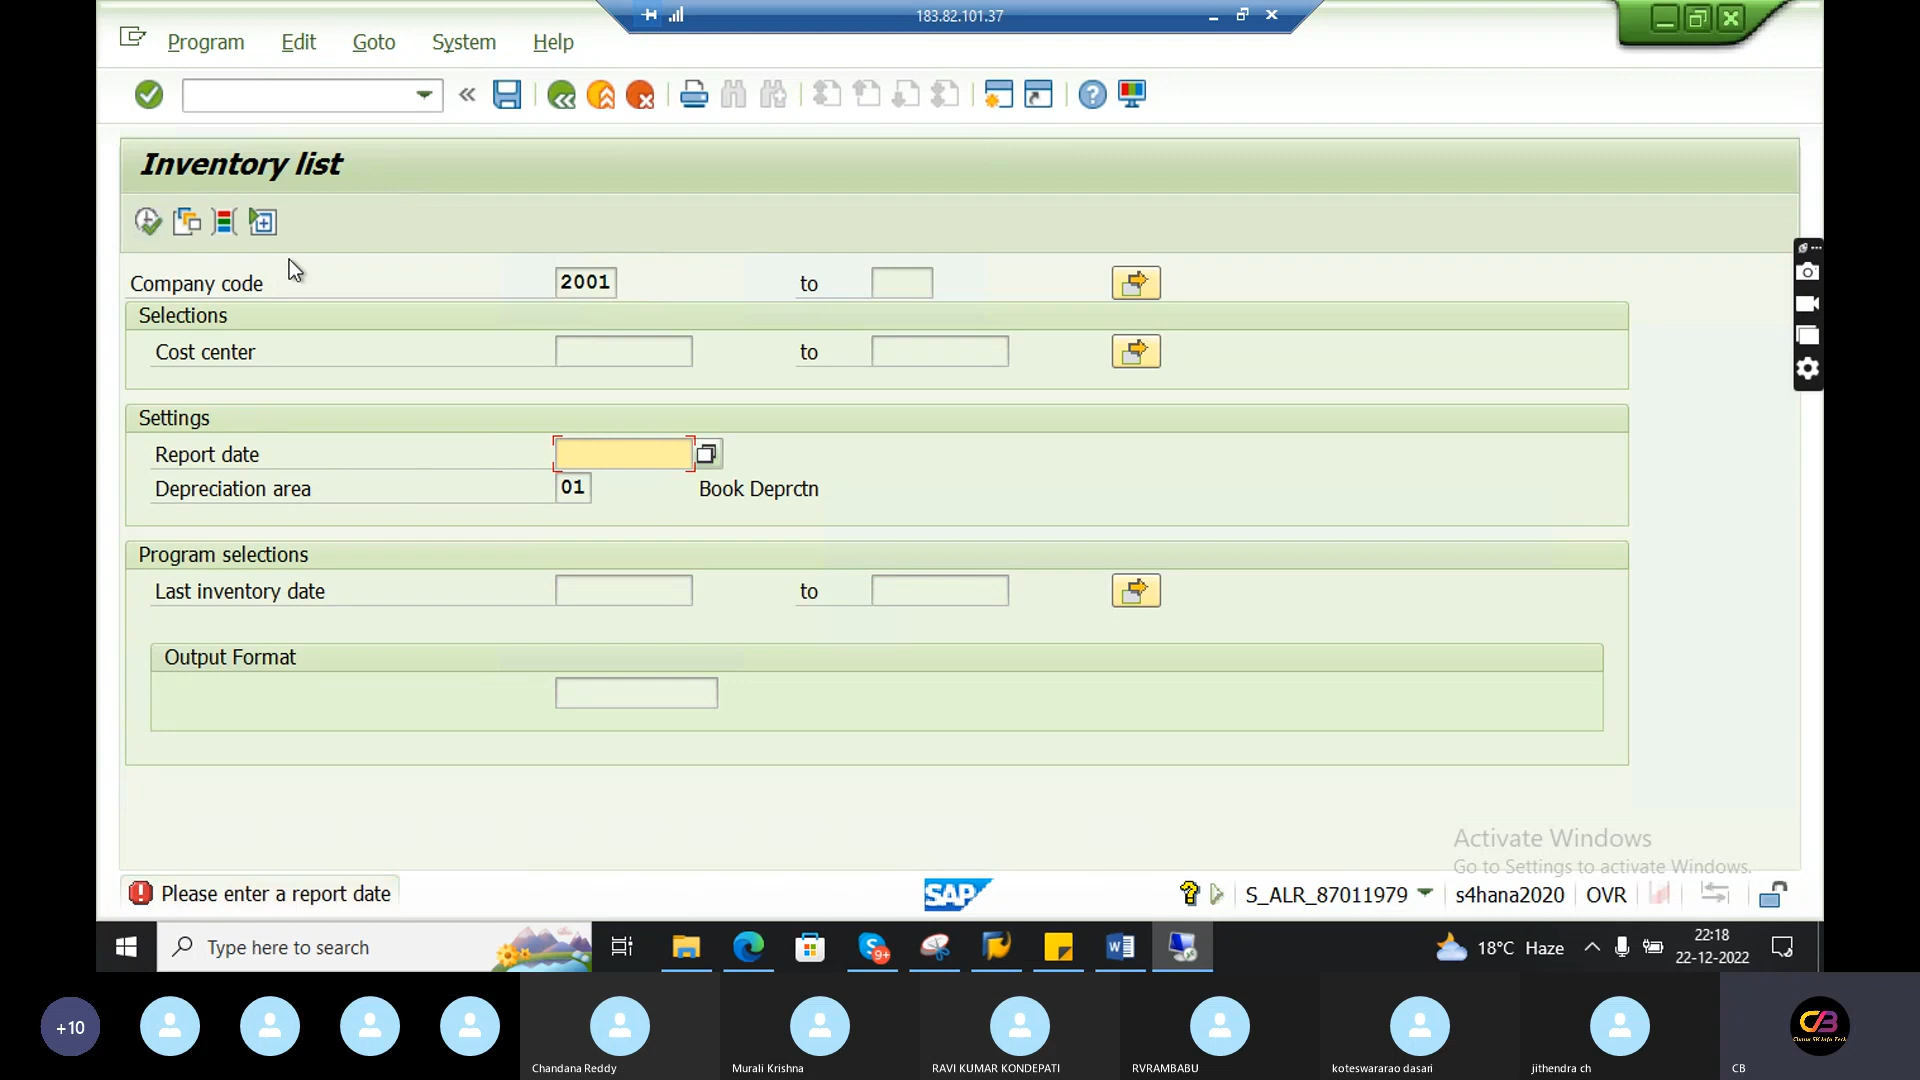 183.82.101.37
Program Edit Goto System Help
Inventory list
Company code 2001 to
Selections
Cost center to
Settings
Report date
Depreciation area 01 Book Deprctn
Program selections
Last inventory date to
Output Format
Activate Windows
Go to Settings to activate Windows.
Please enter a report date SAP S_ALR_87011979 s4hana2020 OVR
Type here to search 9+ 18°C Haze 22:18
22-12-2022
+10
Chandana Reddy Murali Krishna RAVI KUMAR KONDEPATI RVRAMBABU koteswararao dasari jithendra ch CB